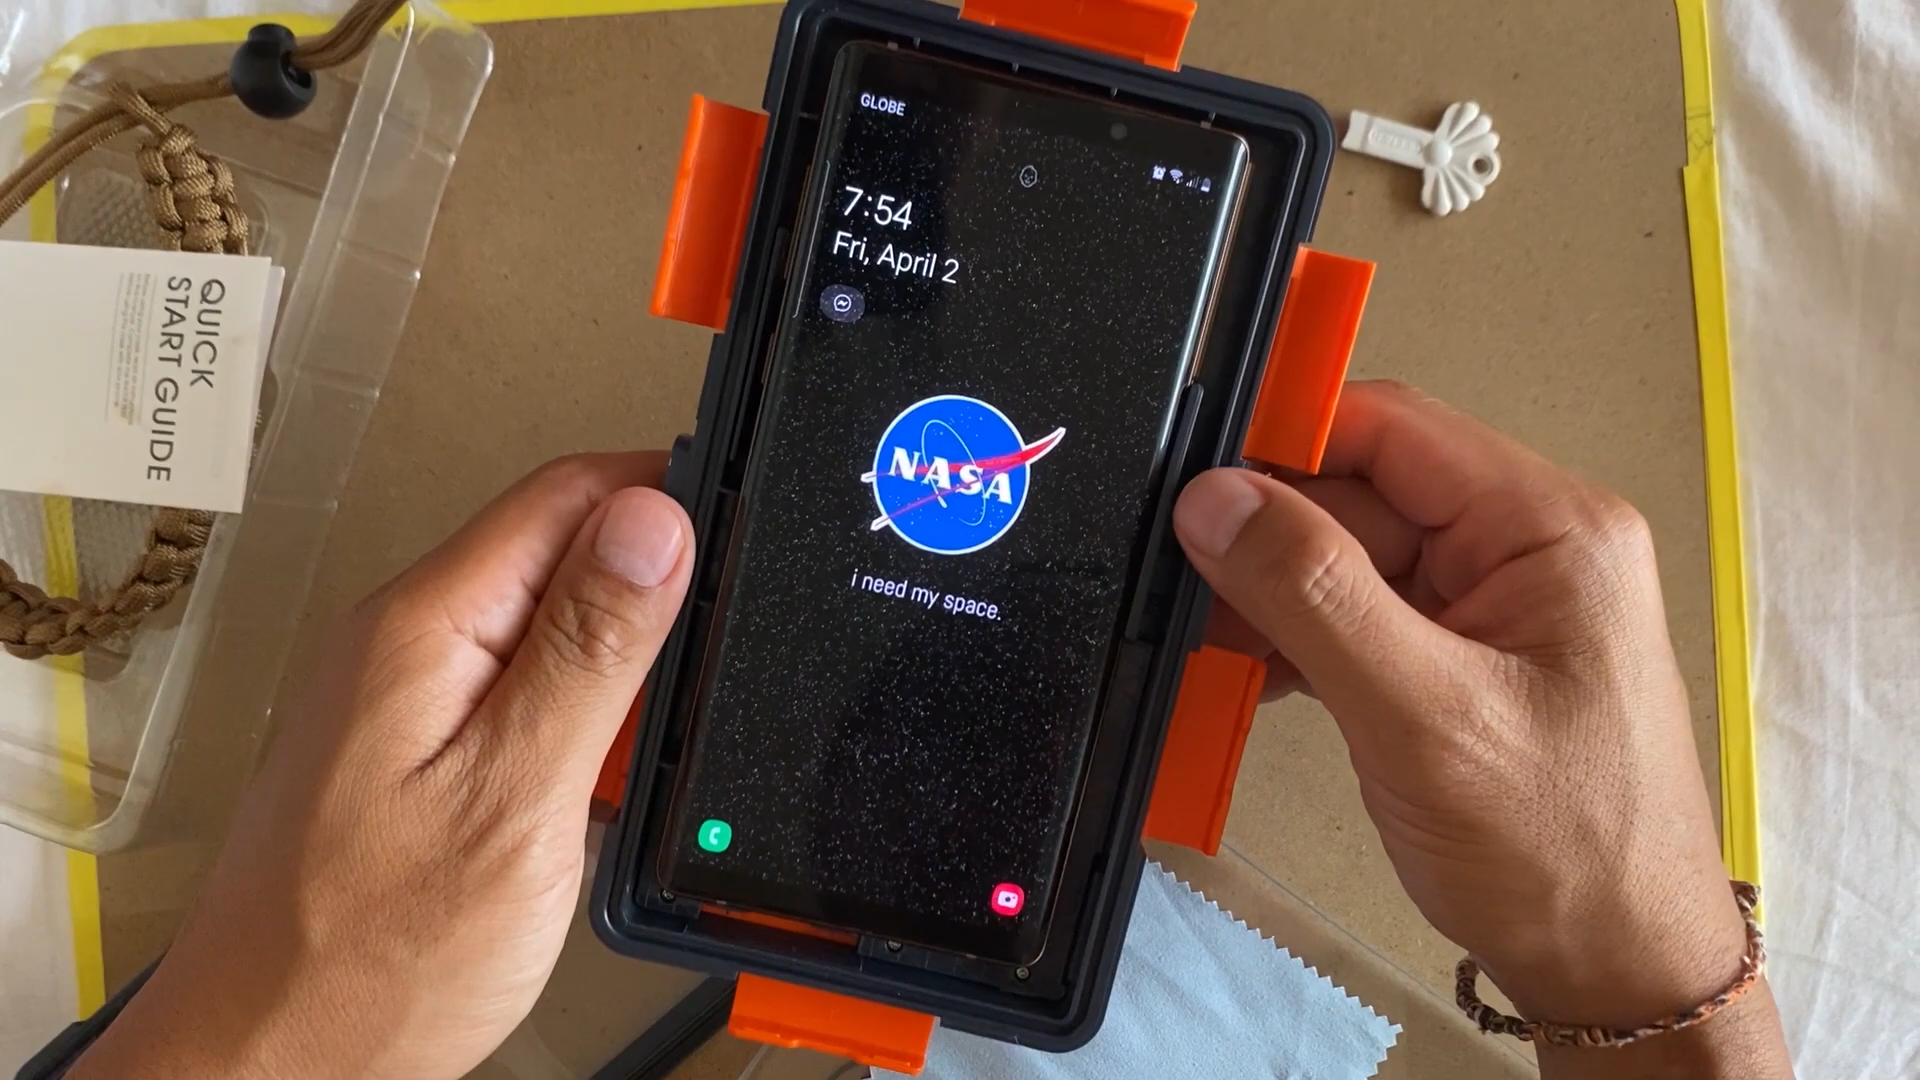 GLOBE
7:54
Fri, April 2
NASA
i need my space.
QUICK
START GUIDE